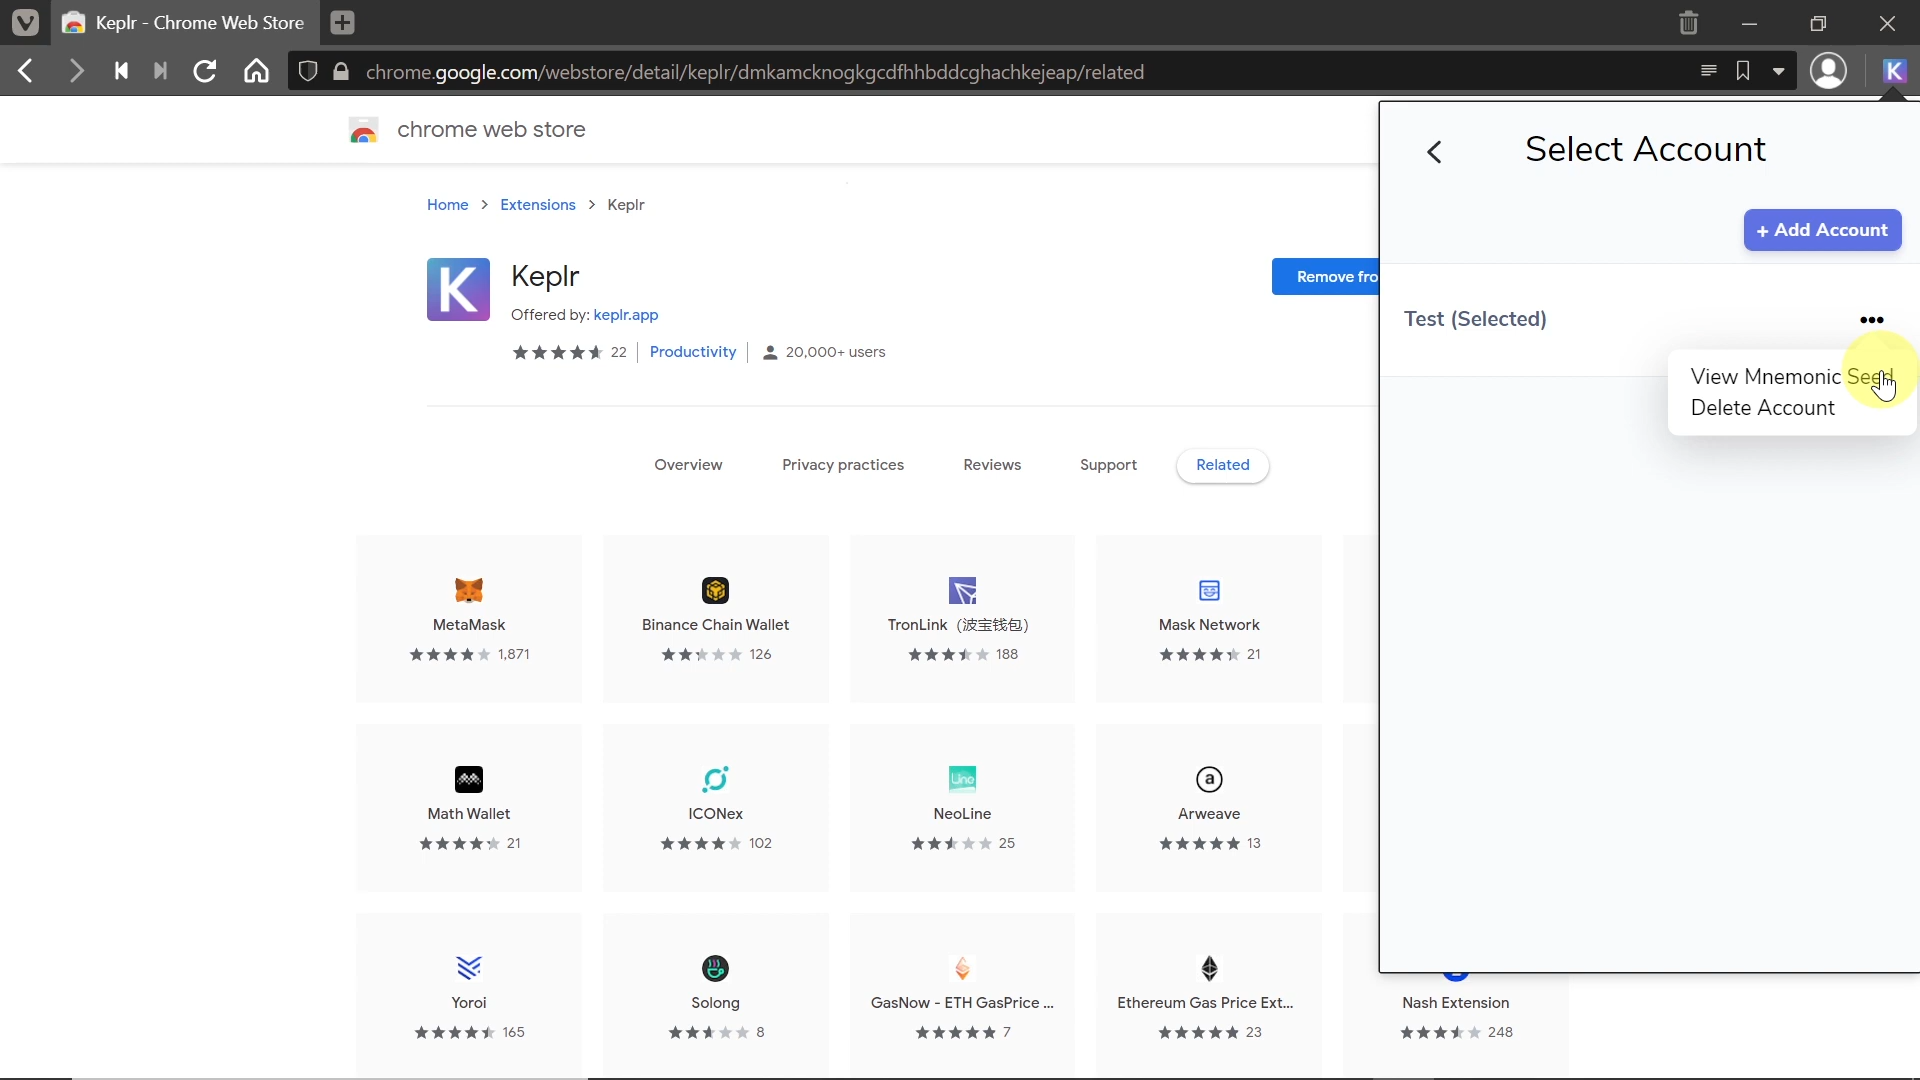 Keplr - Chrome Web Store
chrome.google.com/webstore/detail/keplr/dmkamcknogkgcdfhhbddcghachkejeap/related
K
chrome web store
Select Account
+ Add Account
Home > Extensions > Keplr
K
Keplr
Offered by: keplr.app
22
Productivity
20,000+ users
Remove fro
Test (Selected)
View Mnemonic Seed
Delete Account
Overview
Privacy practices
Reviews
Support
Related
MetaMask
1,871
Binance Chain Wallet
126
TronLink（波宝钱包）
188
Mask Network
21
Math Wallet
21
ICONex
102
Line
NeoLine
25
a
Arweave
13
Yoroi
165
Solong
8
GasNow - ETH GasPrice ...
7
Ethereum Gas Price Ext...
23
Nash Extension
248